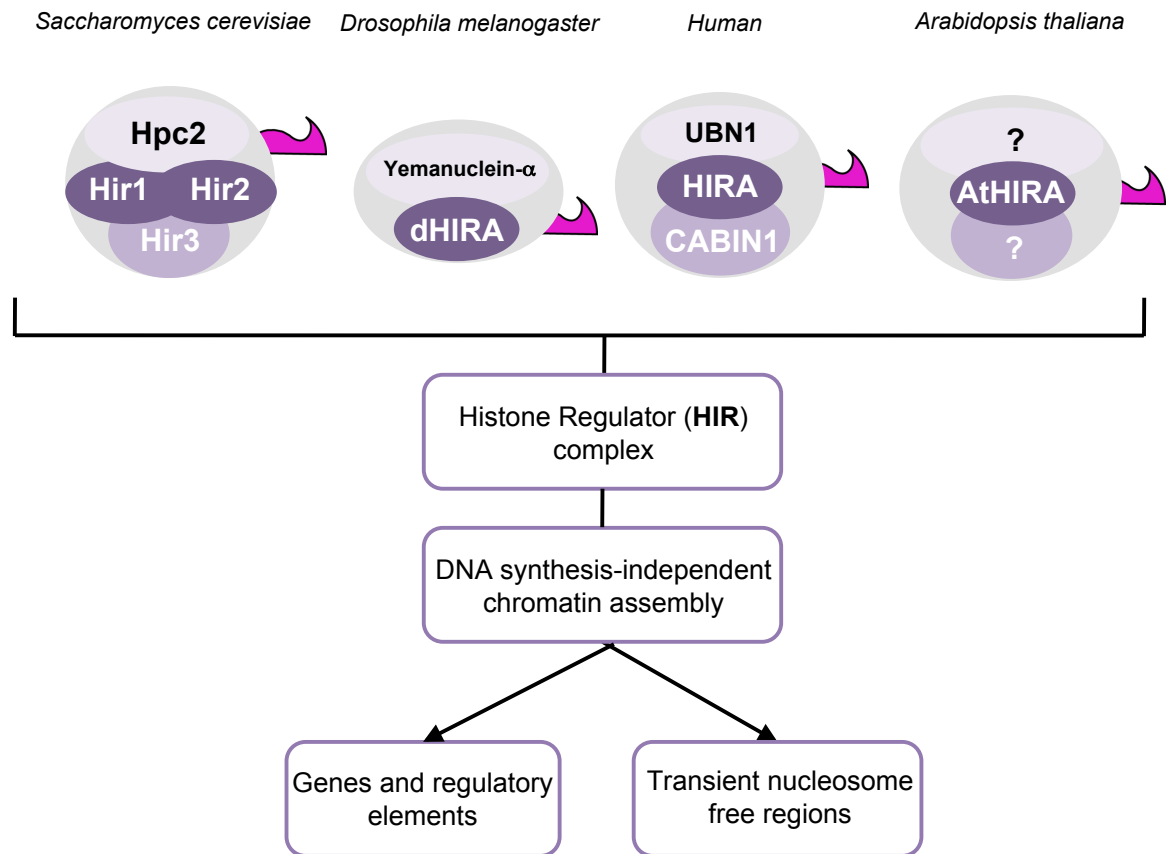 Saccharomyces cerevisiae
Drosophila melanogaster
Human
Arabidopsis thaliana
Hpc2
Hir1
Hir2
Hir3
Yemanuclein-α
dHIRA
UBN1
HIRA
CABIN1
?
AtHIRA
?
Histone Regulator (HIR)
complex
DNA synthesis-independent
chromatin assembly
Genes and regulatory
elements
Transient nucleosome
free regions